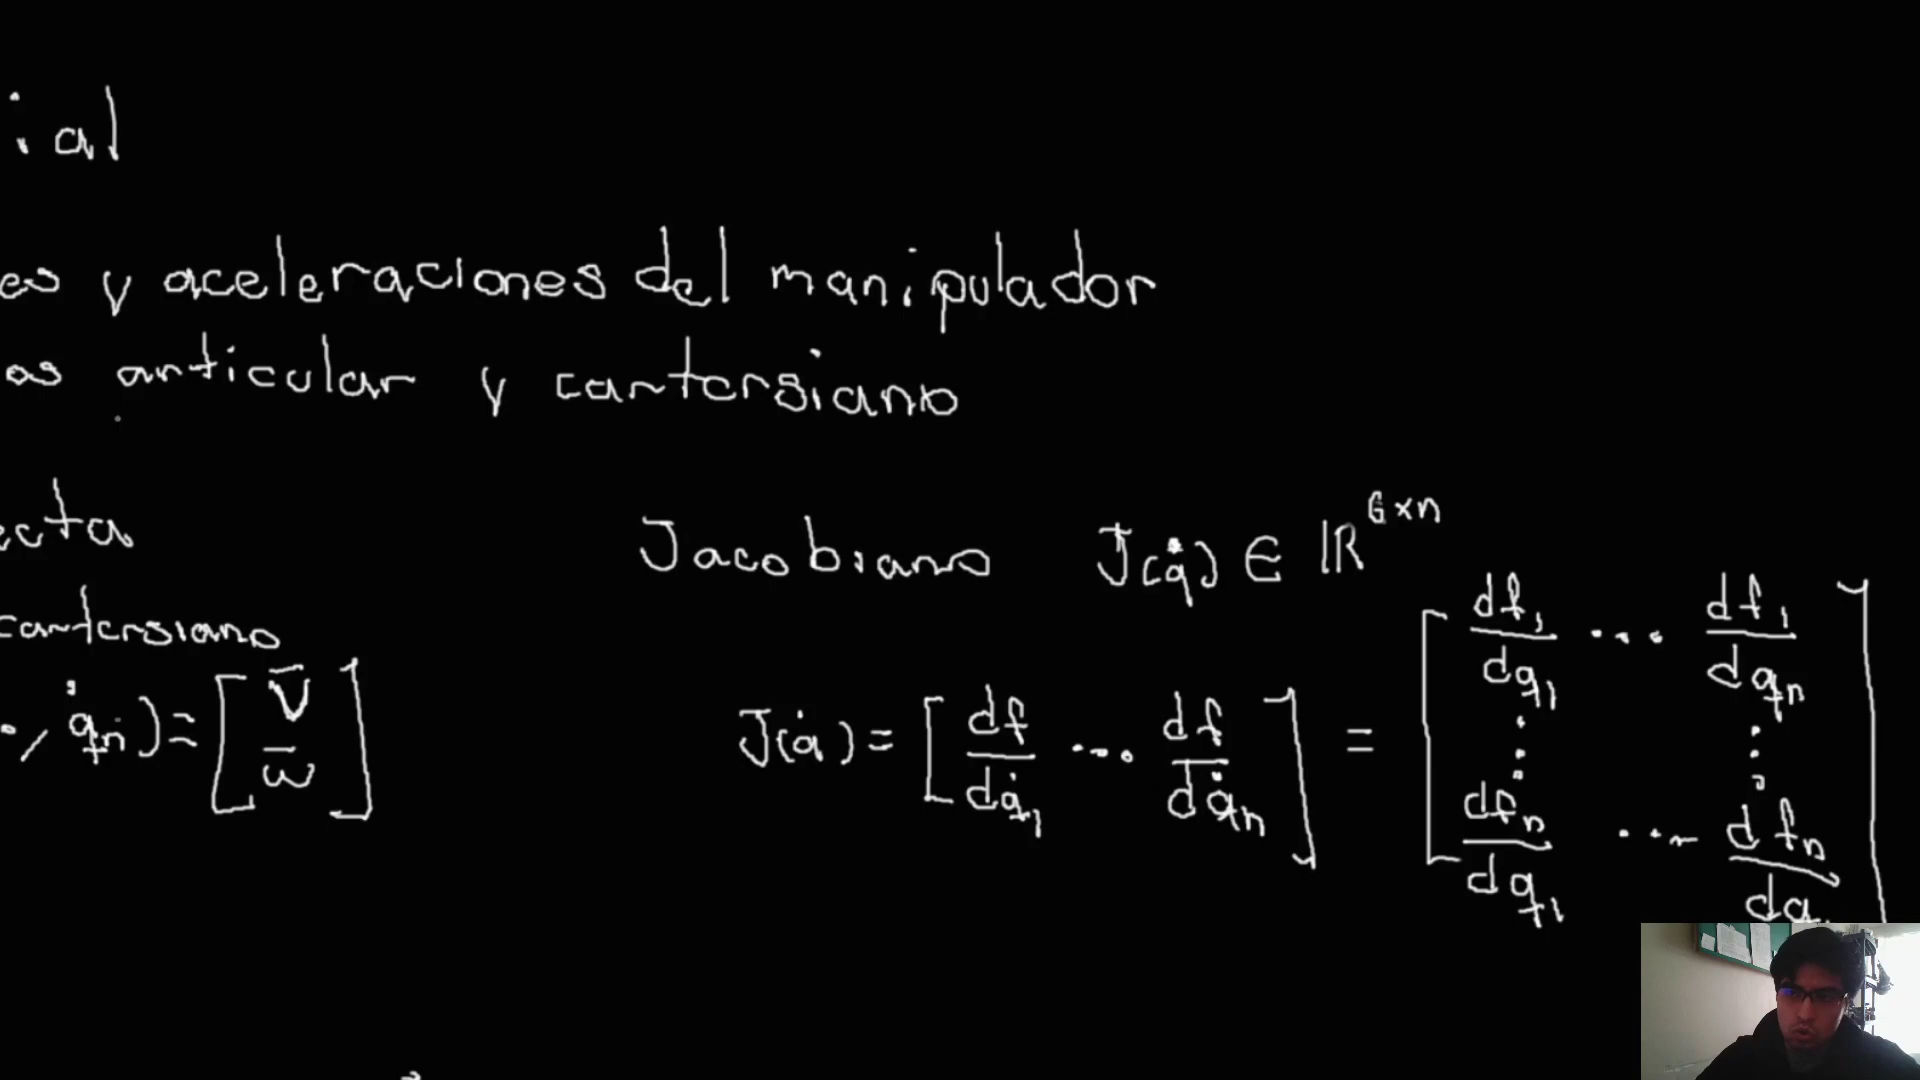 ial
es y aceleraciones del manipulador
os articular y cartersiano
ecta
cartersiano
, q̇n) = [ V̄ ω̄ ]
Jacobiano J(q̇) ∈ ℝ^6×n
J(q̇) = [ df/dq̇1 ... df/dq̇n ] = [ df1/dq1 ... df1/dqn
⋮ ⋮
dfn/dq1 ... dfn/dq ]